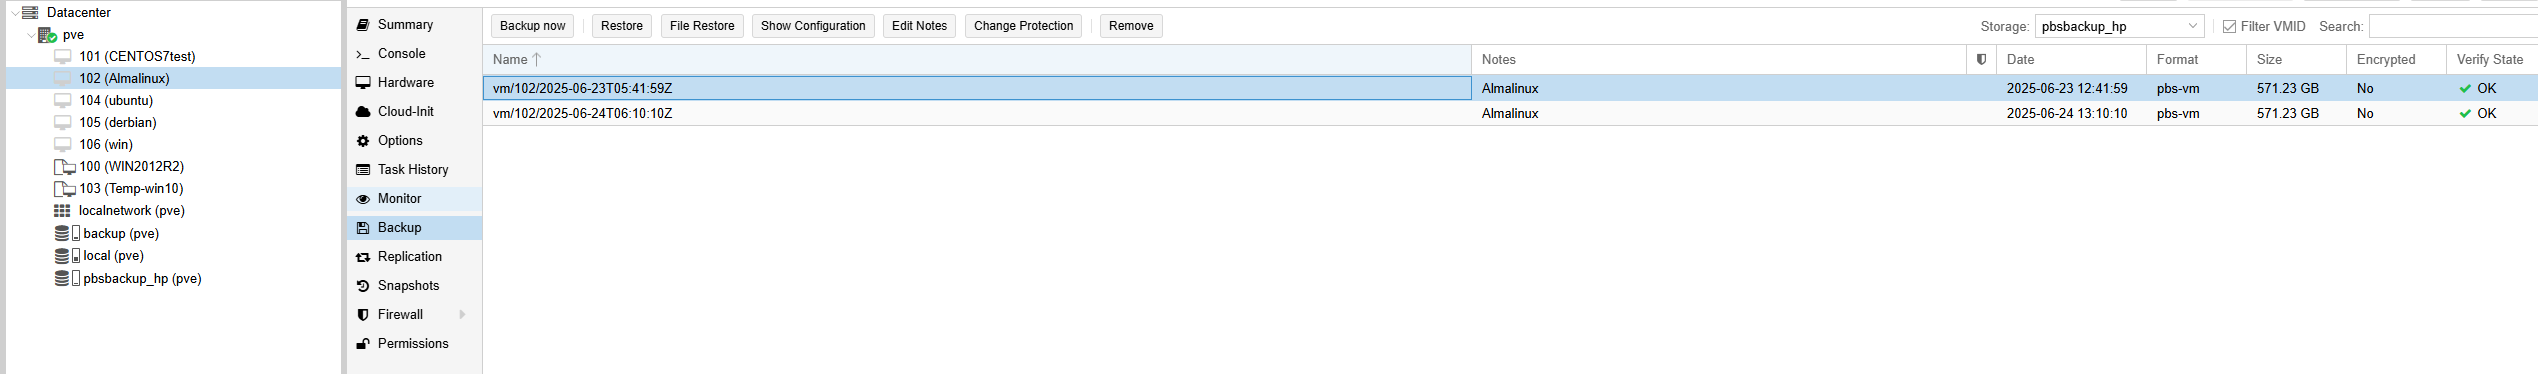 Datacenter
pve
101 (CENTOS7test)
102 (Almalinux)
104 (ubuntu)
105 (derbian)
106 (win)
100 (WIN2012R2)
103 (Temp-win10)
localnetwork (pve)
backup (pve)
local (pve)
pbsbackup_hp (pve)
Summary
Console
Hardware
Cloud-Init
Options
Task History
Monitor
Backup
Replication
Snapshots
Firewall
Permissions
Backup now Restore File Restore Show Configuration Edit Notes Change Protection Remove Storage: pbsbackup_hp Filter VMID Search:
Name Notes Date Format Size Encrypted Verify State
vm/102/2025-06-23T05:41:59Z Almalinux 2025-06-23 12:41:59 pbs-vm 571.23 GB No OK
vm/102/2025-06-24T06:10:10Z Almalinux 2025-06-24 13:10:10 pbs-vm 571.23 GB No OK